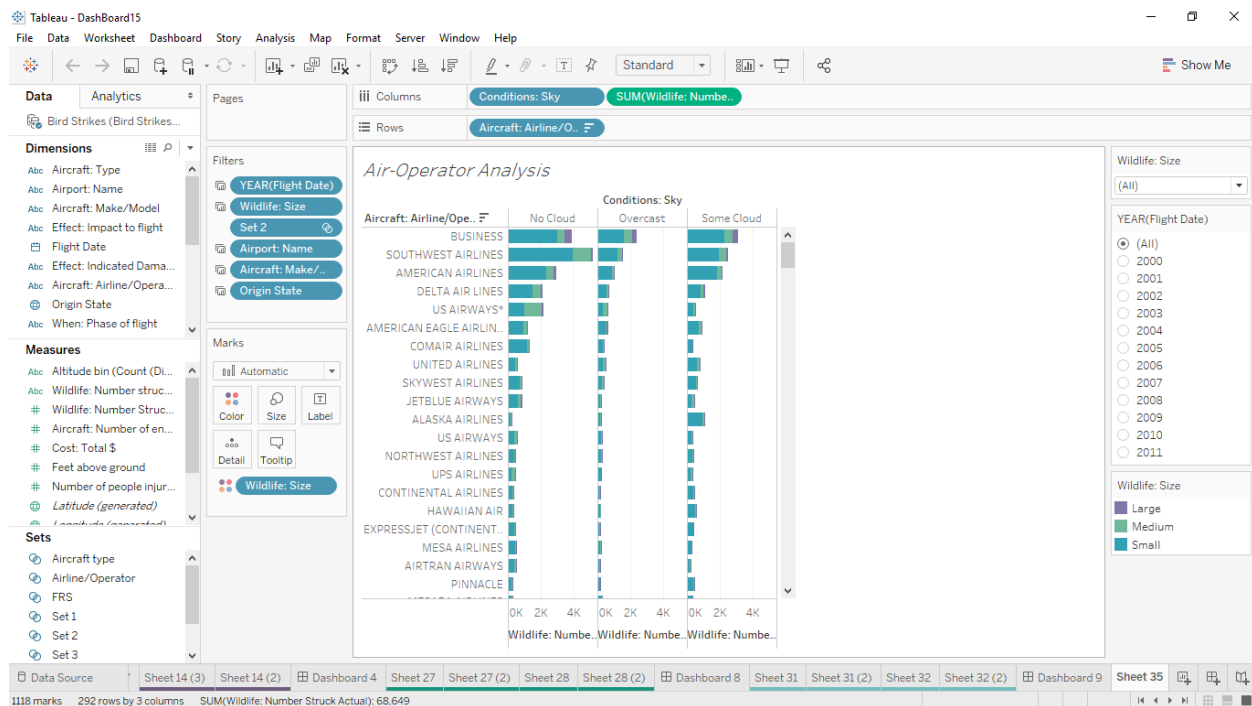 Tableau - DashBoard15
File Data Worksheet Dashboard Story Analysis Map Format Server Window Help
Standard
Show Me
Data Analytics
Bird Strikes (Bird Strikes...
Dimensions
Abc Aircraft: Type
Abc Airport: Name
Abc Aircraft: Make/Model
Abc Effect: Impact to flight
Flight Date
Abc Effect: Indicated Dama...
Abc Aircraft: Airline/Opera...
Origin State
Abc When: Phase of flight
Measures
Abc Altitude bin (Count (Di...
Abc Wildlife: Number struc...
# Wildlife: Number Struc...
# Aircraft: Number of en...
# Cost: Total $
# Feet above ground
# Number of people injur...
Latitude (generated)
Longitude (generated)
Sets
Aircraft type
Airline/Operator
FRS
Set 1
Set 2
Set 3
Pages
Filters
YEAR(Flight Date)
Wildlife: Size
Set 2
Airport: Name
Aircraft: Make/..
Origin State
Marks
Automatic
Color Size Label
Detail Tooltip
Wildlife: Size
Columns Conditions: Sky SUM(Wildlife: Numbe..
Rows Aircraft: Airline/O..
Air-Operator Analysis
Conditions: Sky
Aircraft: Airline/Ope.. No Cloud Overcast Some Cloud
BUSINESS
SOUTHWEST AIRLINES
AMERICAN AIRLINES
DELTA AIR LINES
US AIRWAYS*
AMERICAN EAGLE AIRLIN..
COMAIR AIRLINES
UNITED AIRLINES
SKYWEST AIRLINES
JETBLUE AIRWAYS
ALASKA AIRLINES
US AIRWAYS
NORTHWEST AIRLINES
UPS AIRLINES
CONTINENTAL AIRLINES
HAWAIIAN AIR
EXPRESSJET (CONTINENT..
MESA AIRLINES
AIRTRAN AIRWAYS
PINNACLE
0K 2K 4K 0K 2K 4K 0K 2K 4K
Wildlife: Numbe.. Wildlife: Numbe.. Wildlife: Numbe..
Wildlife: Size
(All)
YEAR(Flight Date)
(All)
2000
2001
2002
2003
2004
2005
2006
2007
2008
2009
2010
2011
Wildlife: Size
Large
Medium
Small
Data Source Sheet 14 (3) Sheet 14 (2) Dashboard 4 Sheet 27 Sheet 27 (2) Sheet 28 Sheet 28 (2) Dashboard 8 Sheet 31 Sheet 31 (2) Sheet 32 Sheet 32 (2) Dashboard 9 Sheet 35
1118 marks 292 rows by 3 columns SUM(Wildlife: Number Struck Actual): 68,649